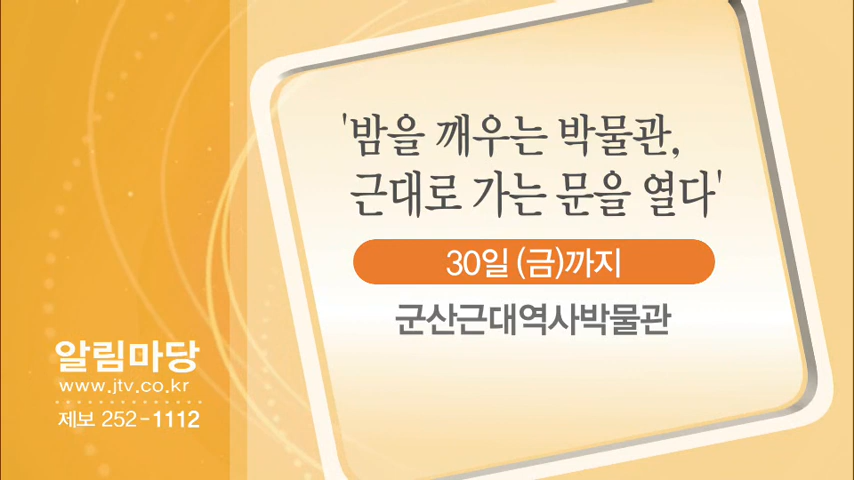 '밤을 깨우는 박물관,
근대로 가는 문을 열다'
30일 (금)까지
군산근대역사박물관
알림마당
www.jtv.co.kr
제보 252-1112